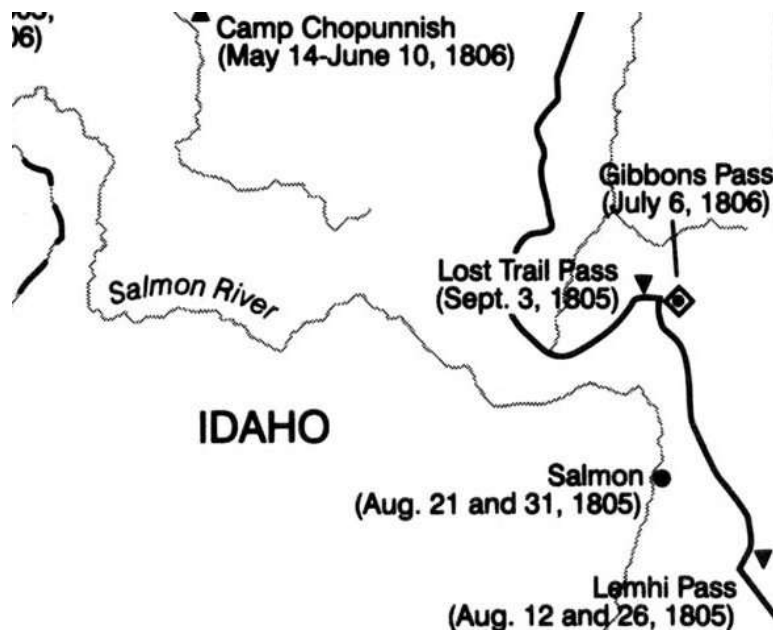 06)
Camp Chopunnish
(May 14-June 10, 1806)
Gibbons Pass
(July 6, 1806)
Lost Trail Pass
(Sept. 3, 1805)
Salmon River
IDAHO
Salmon
(Aug. 21 and 31, 1805)
Lemhi Pass
(Aug. 12 and 26, 1805)